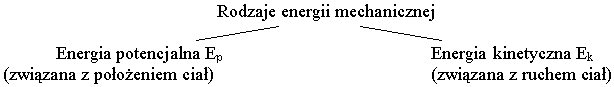 Rodzaje energii mechanicznej
Energia potencjalna Ep
(związana z położeniem ciał)
Energia kinetyczna Ek
(związana z ruchem ciał)